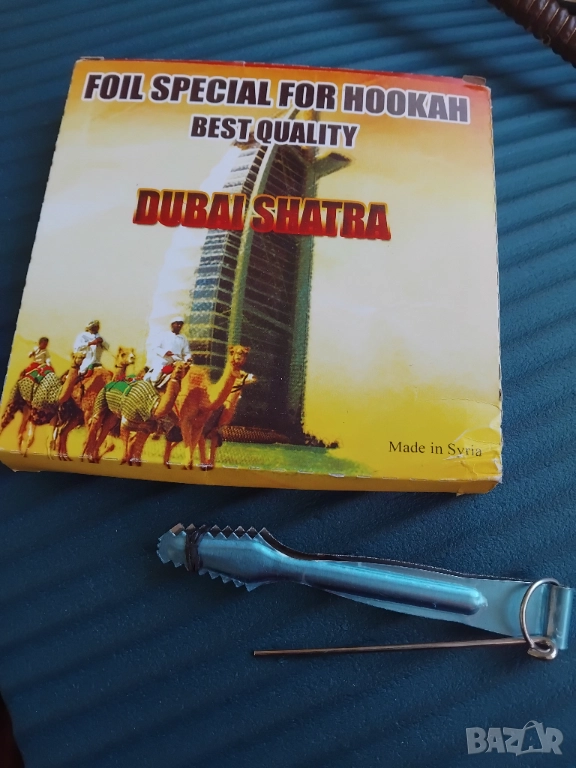 FOIL SPECIAL FOR HOOKAH
BEST QUALITY
DUBAI SHATRA
Made in Syria
BAZAR